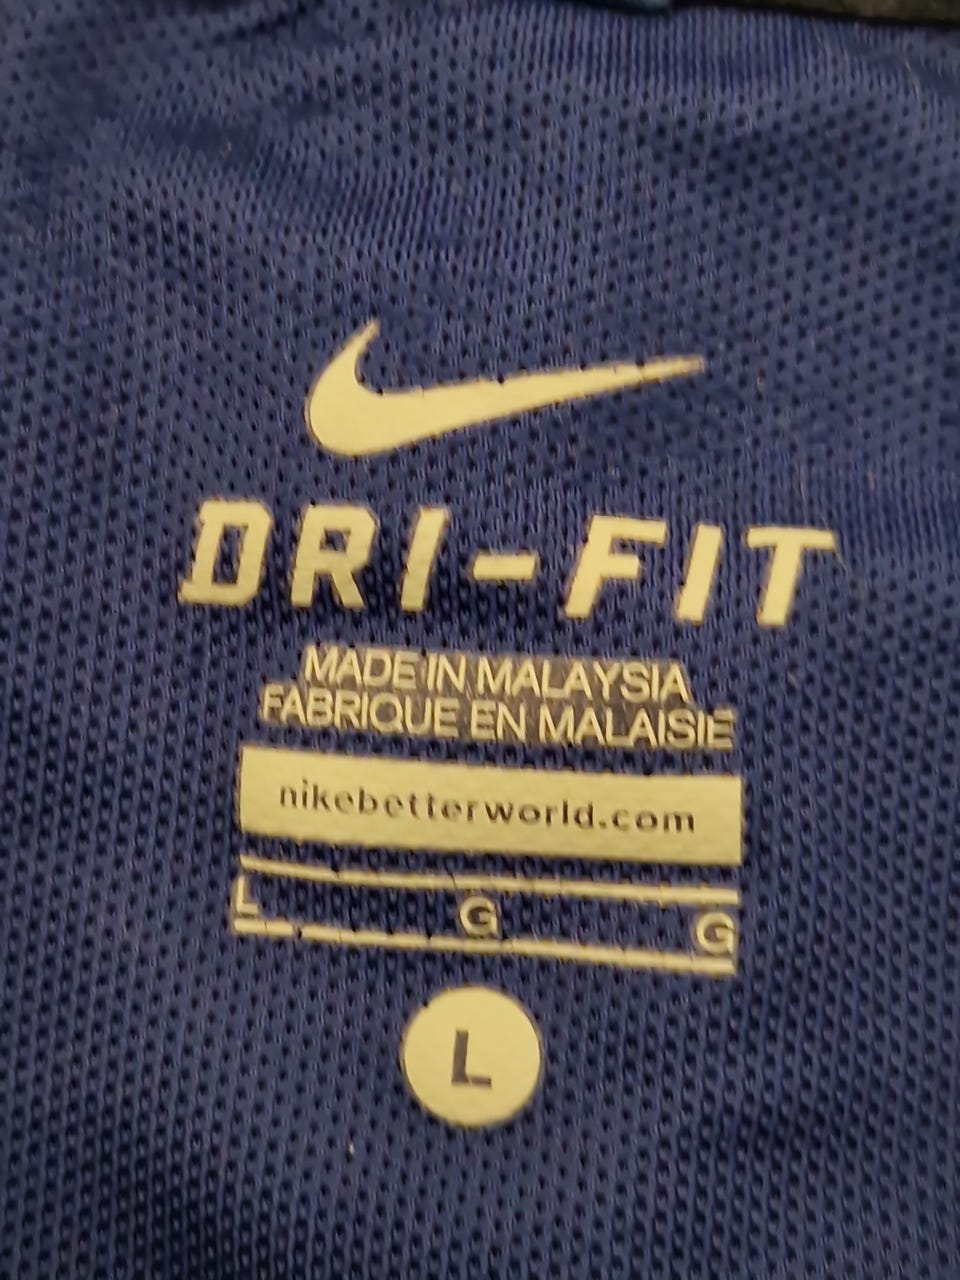 DRI-FIT
MADE IN MALAYSIA
FABRIQUE EN MALAISIE
nikebetterworld.com
L G G
L